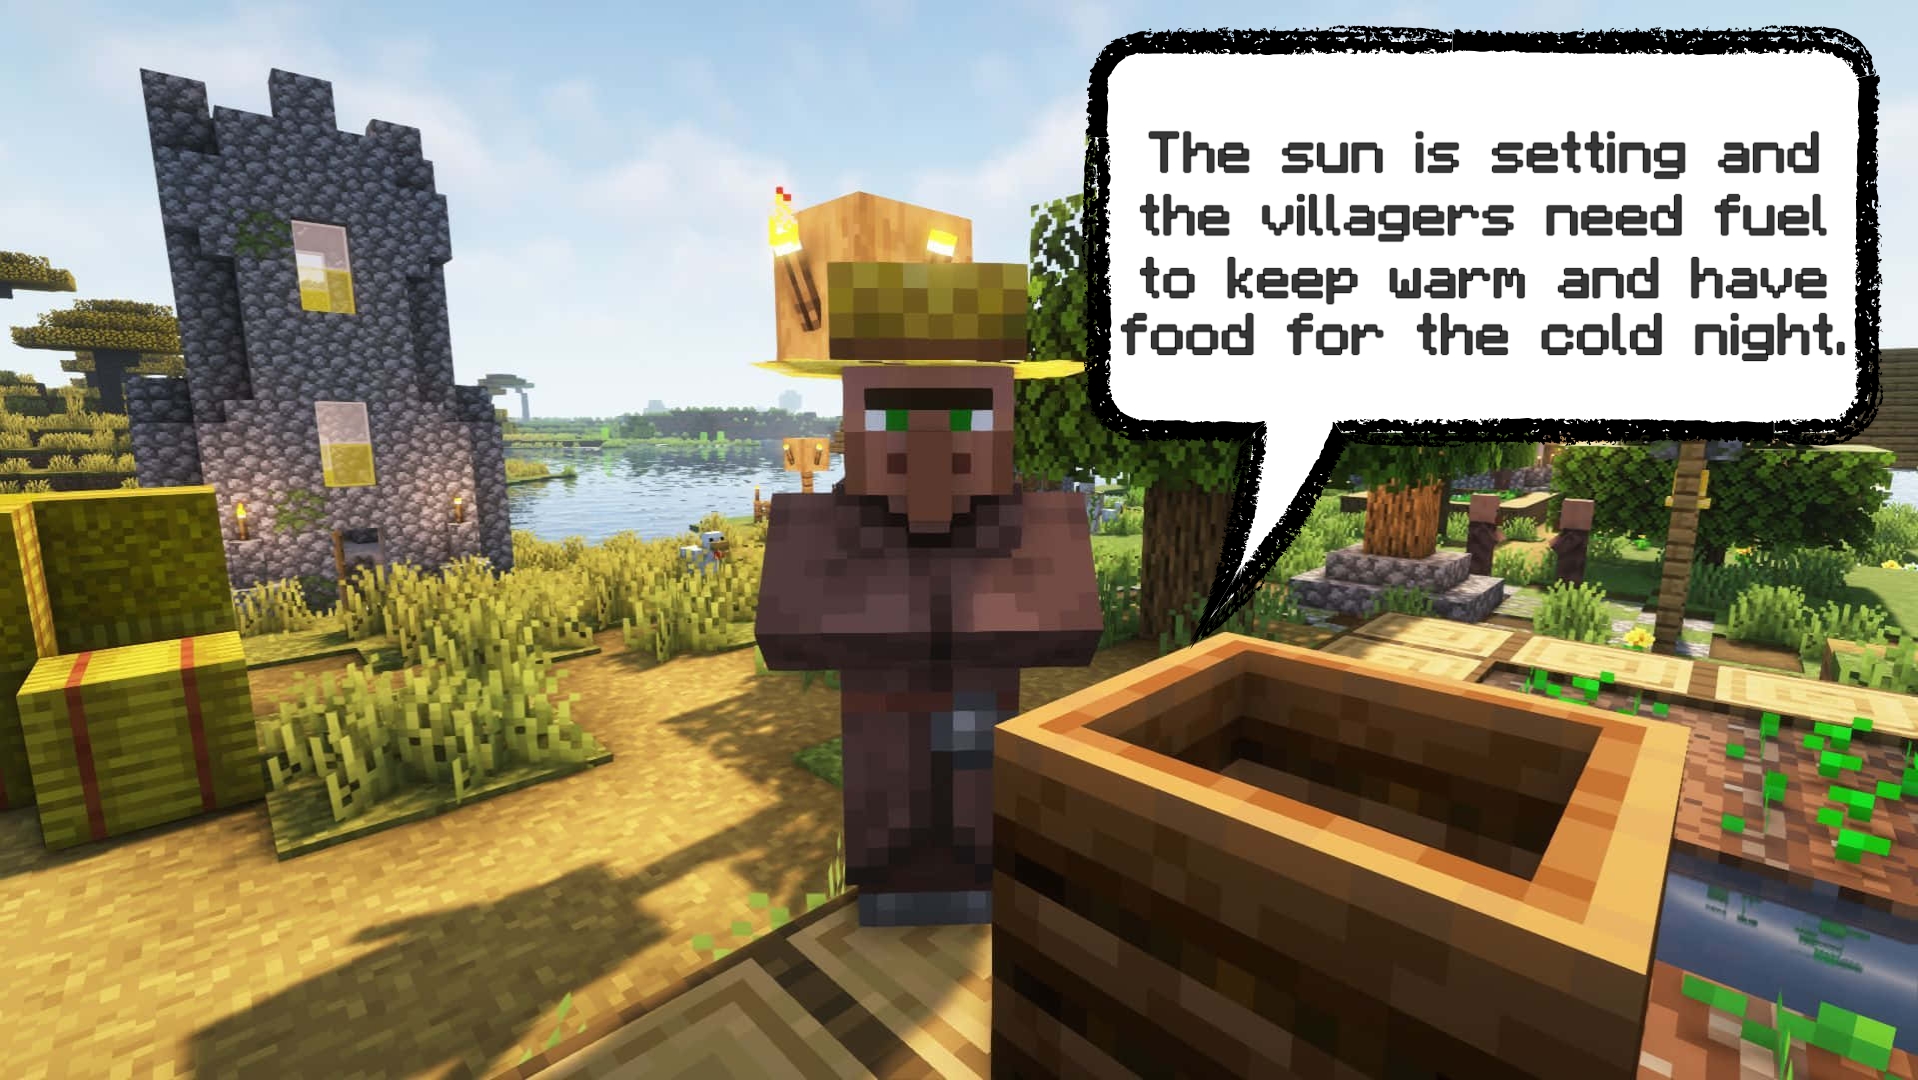 The sun is setting and
the villagers need fuel
to keep warm and have
food for the cold night.